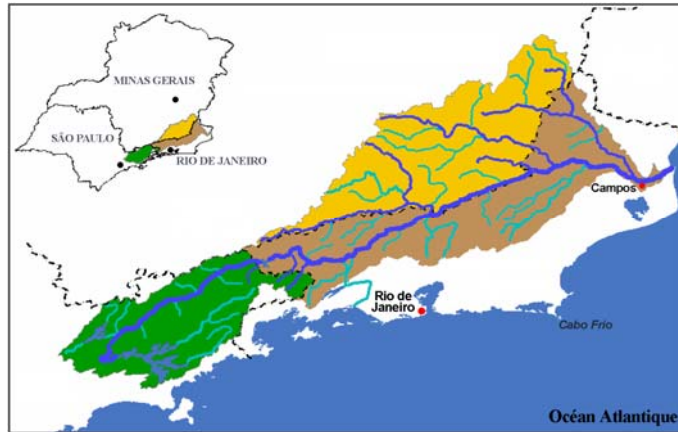 MINAS GERAIS
SÃO PAULO
RIO DE JANEIRO
Campos
Rio de
Janeiro
Cabo Frio
Océan Atlantique